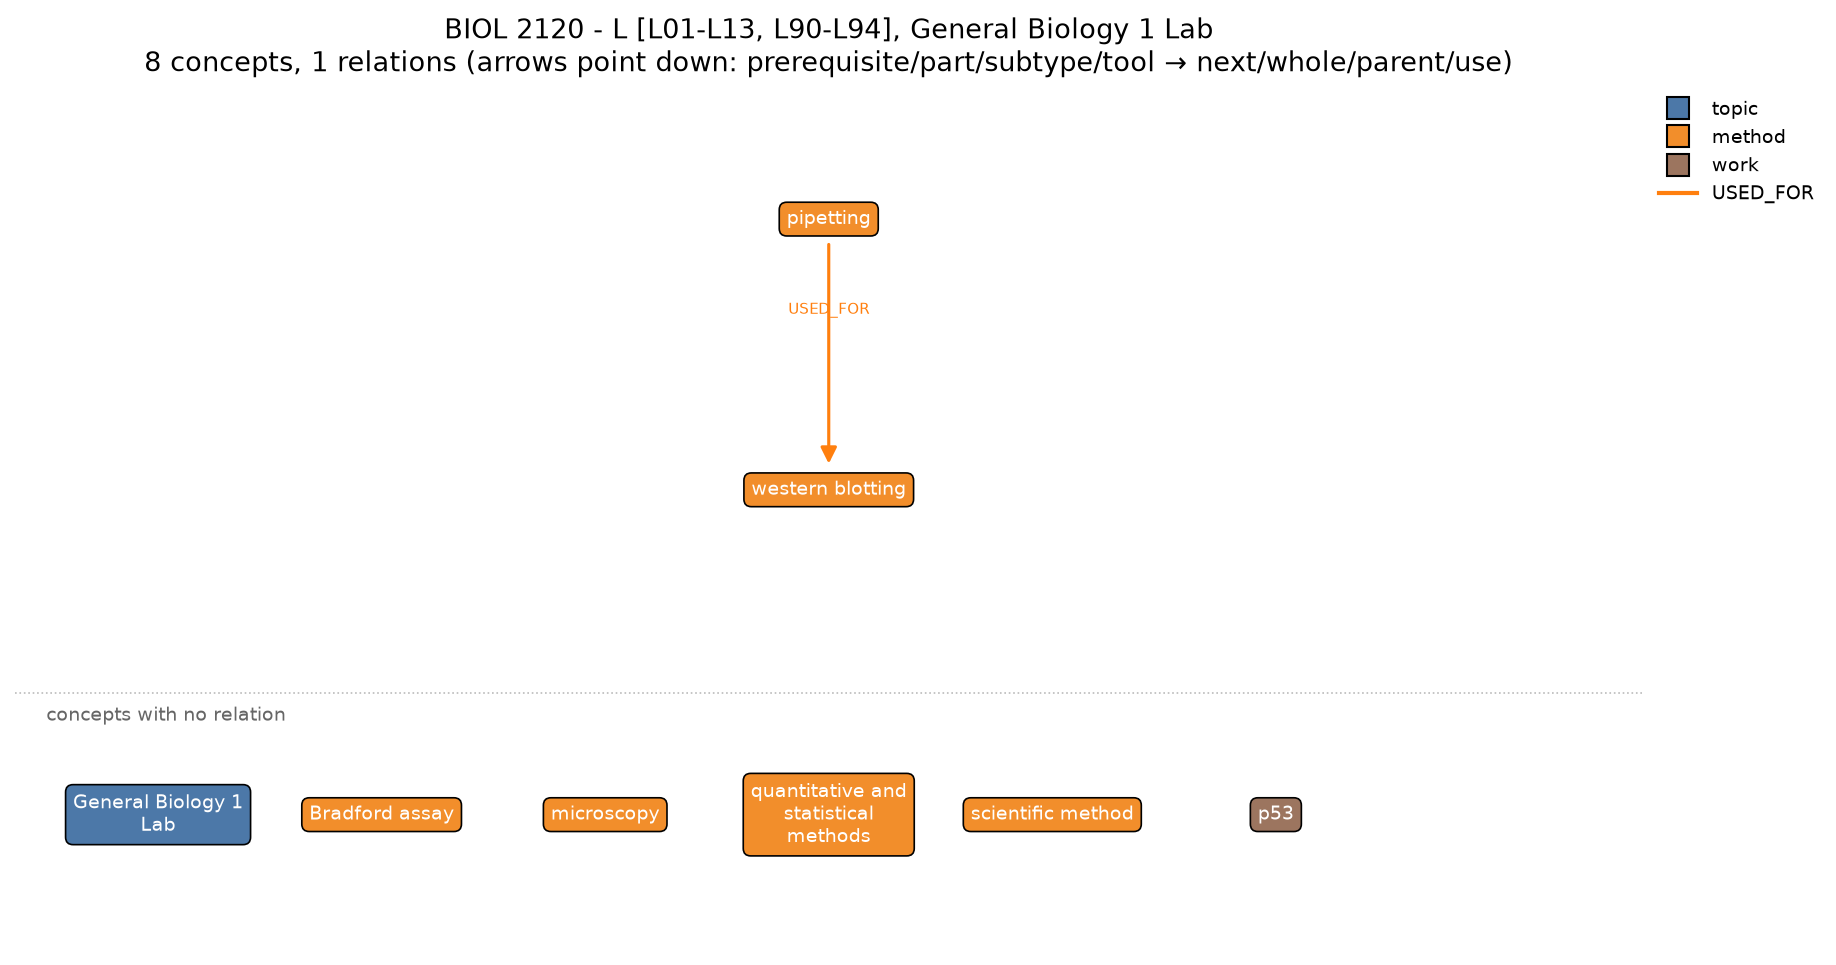 BIOL 2120 - L [L01-L13, L90-L94], General Biology 1 Lab
8 concepts, 1 relations (arrows point down: prerequisite/part/subtype/tool → next/whole/parent/use)
topic
method
work
USED_FOR
pipetting
USED_FOR
western blotting
concepts with no relation
General Biology 1
Lab
Bradford assay
microscopy
quantitative and
statistical
methods
scientific method
p53